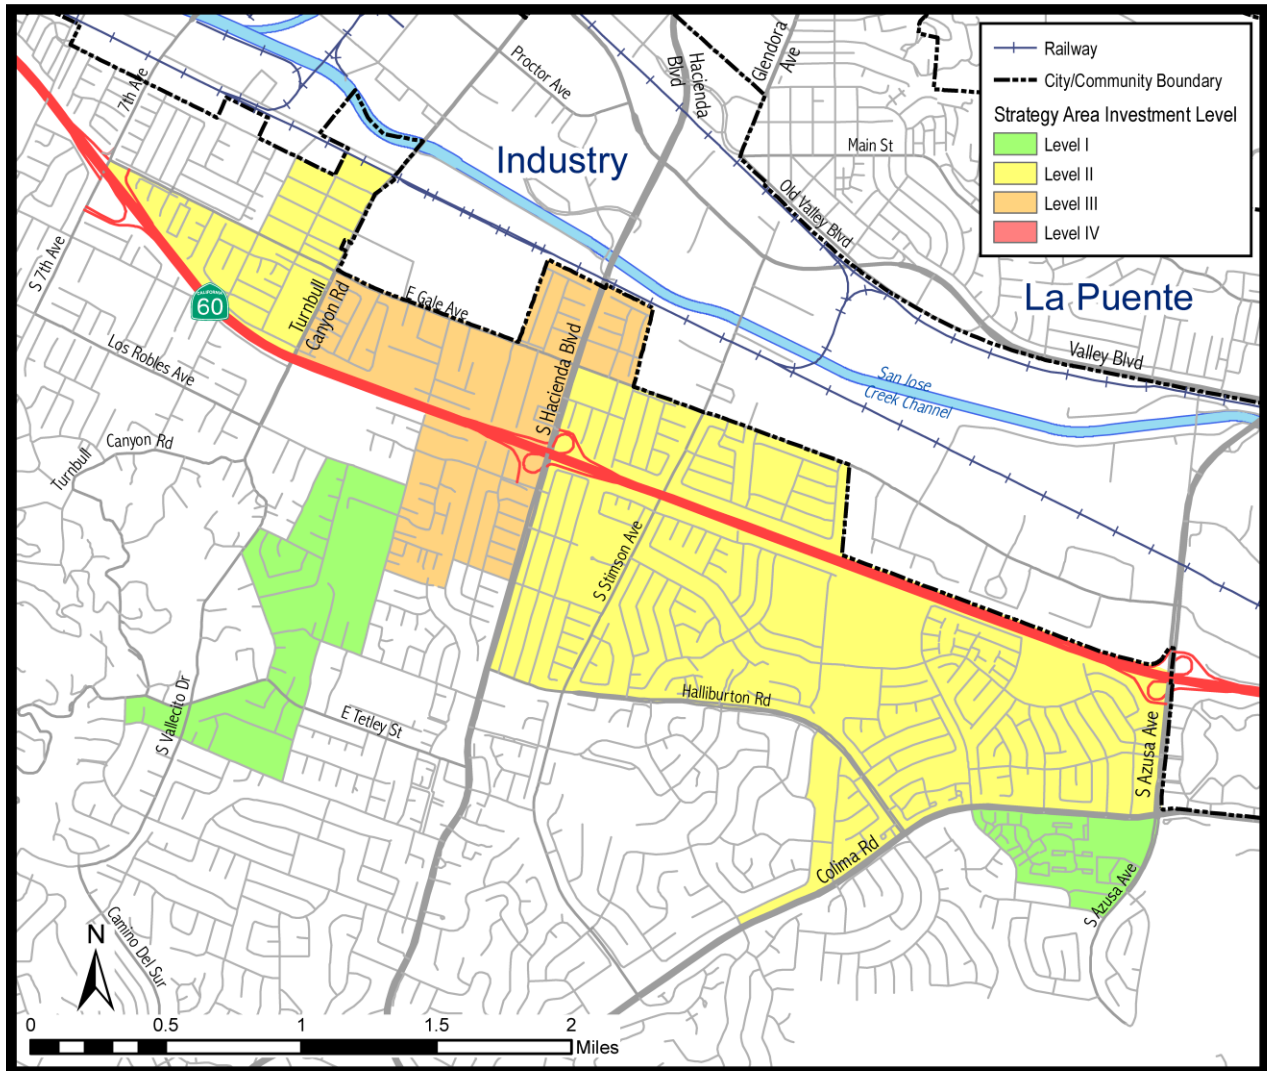 Railway
City/Community Boundary
Strategy Area Investment Level
Level I
Level II
Level III
Level IV
Glendora
Ave
Hacienda
Blvd
Proctor Ave
7th Ave
Main St
Industry
Old Valley Blvd
La Puente
S 7th Ave
CALIFORNIA
60
Turnbull
Canyon Rd
E Gale Ave
Los Robles Ave
S Hacienda Blvd
Valley Blvd
San Jose
Creek Channel
Turnbull
Canyon Rd
S Stimson Ave
Halliburton Rd
S Vallecito Dr
E Tetley St
S Azusa Ave
Colima Rd
S Azusa Ave
Camino Del Sur
N
0 0.5 1 1.5 2
Miles